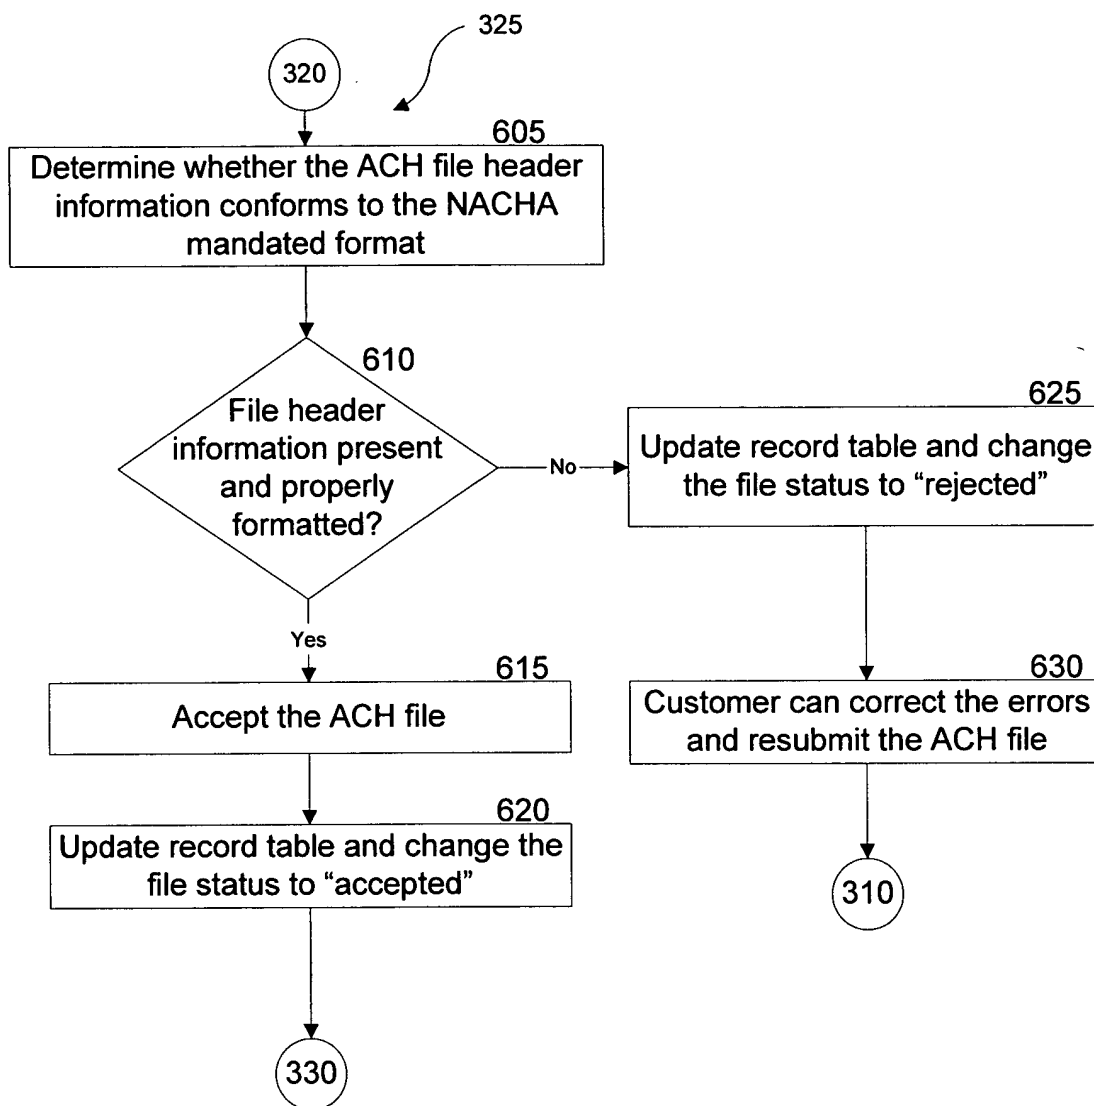 325
320
605
Determine whether the ACH file header
information conforms to the NACHA
mandated format
610
File header
information present
and properly
formatted?
No
625
Update record table and change
the file status to “rejected”
Yes
615
Accept the ACH file
630
Customer can correct the errors
and resubmit the ACH file
620
Update record table and change the
file status to “accepted”
310
330